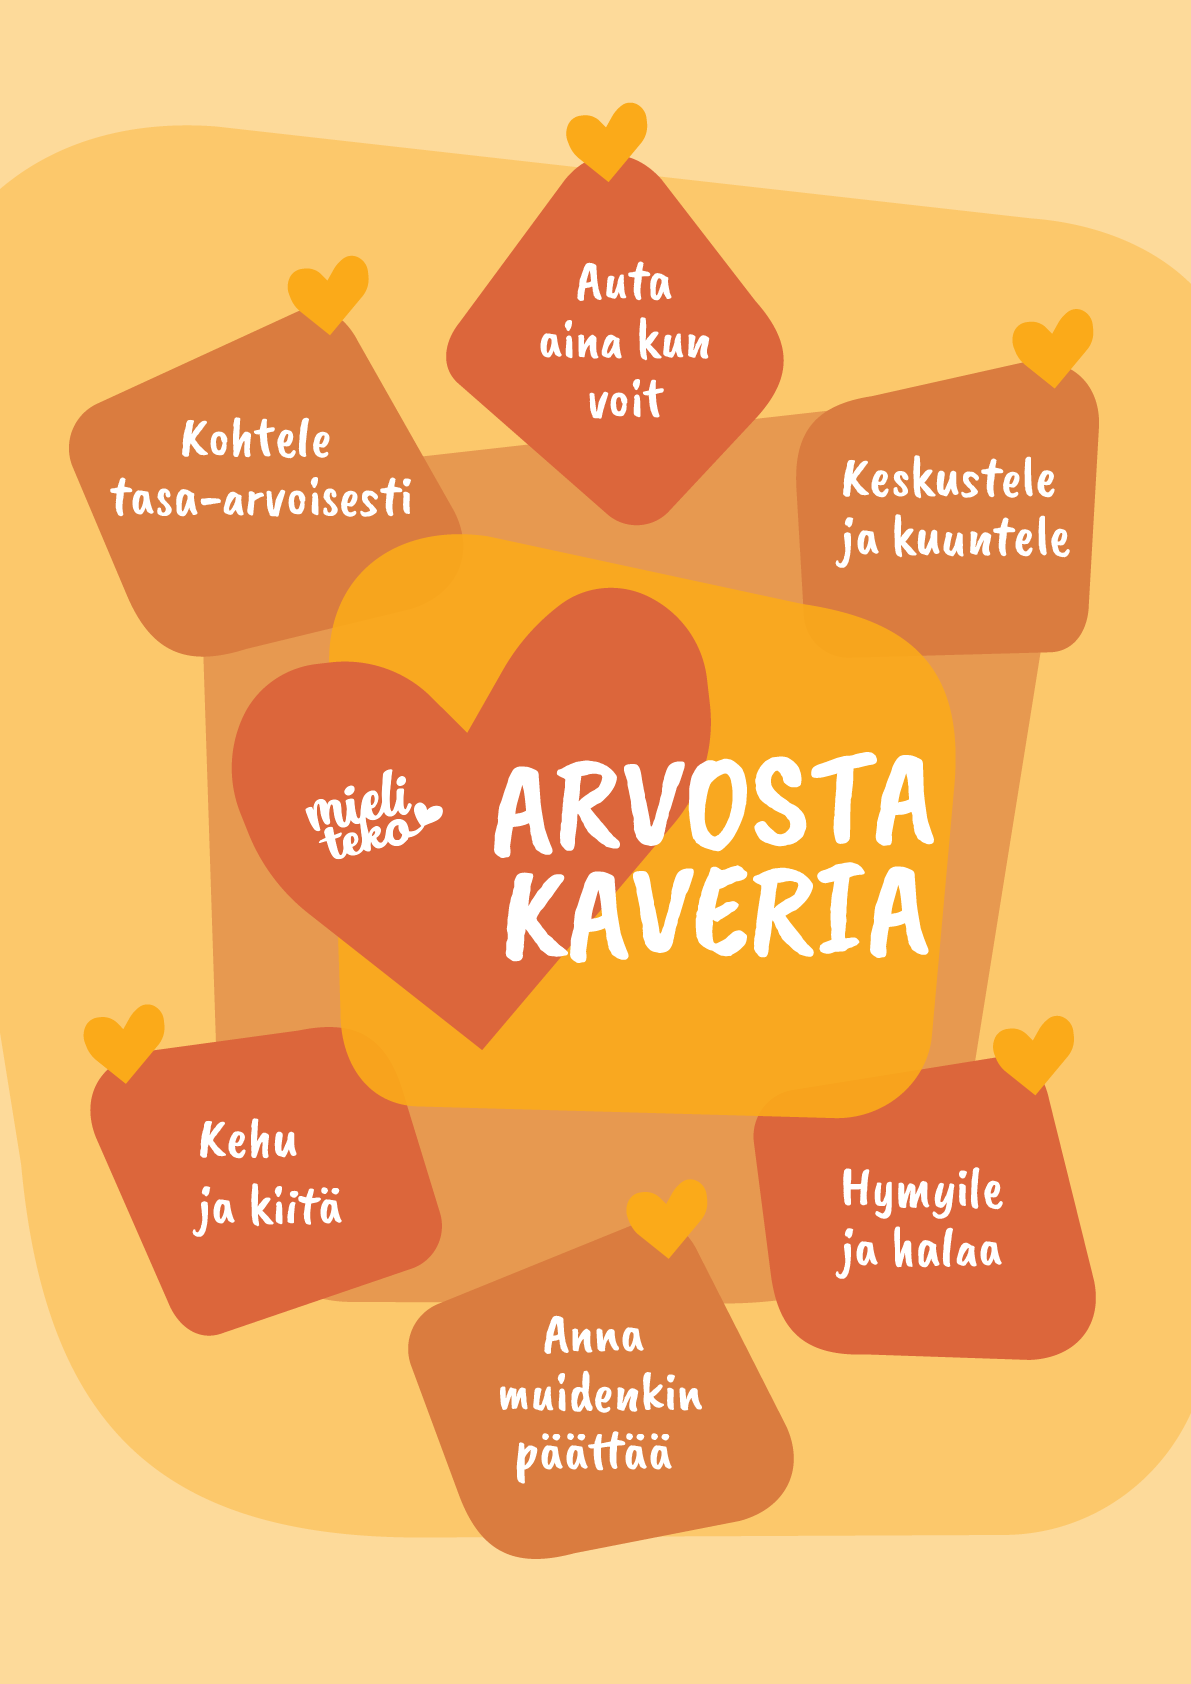 Auta
aina kun
voit
Kohtele
tasa-arvoisesti
Keskustele
ja kuuntele
mieli
teko
ARVOSTA
KAVERIA
Kehu
ja kiitä
Hymyile
ja halaa
Anna
muidenkin
päättää